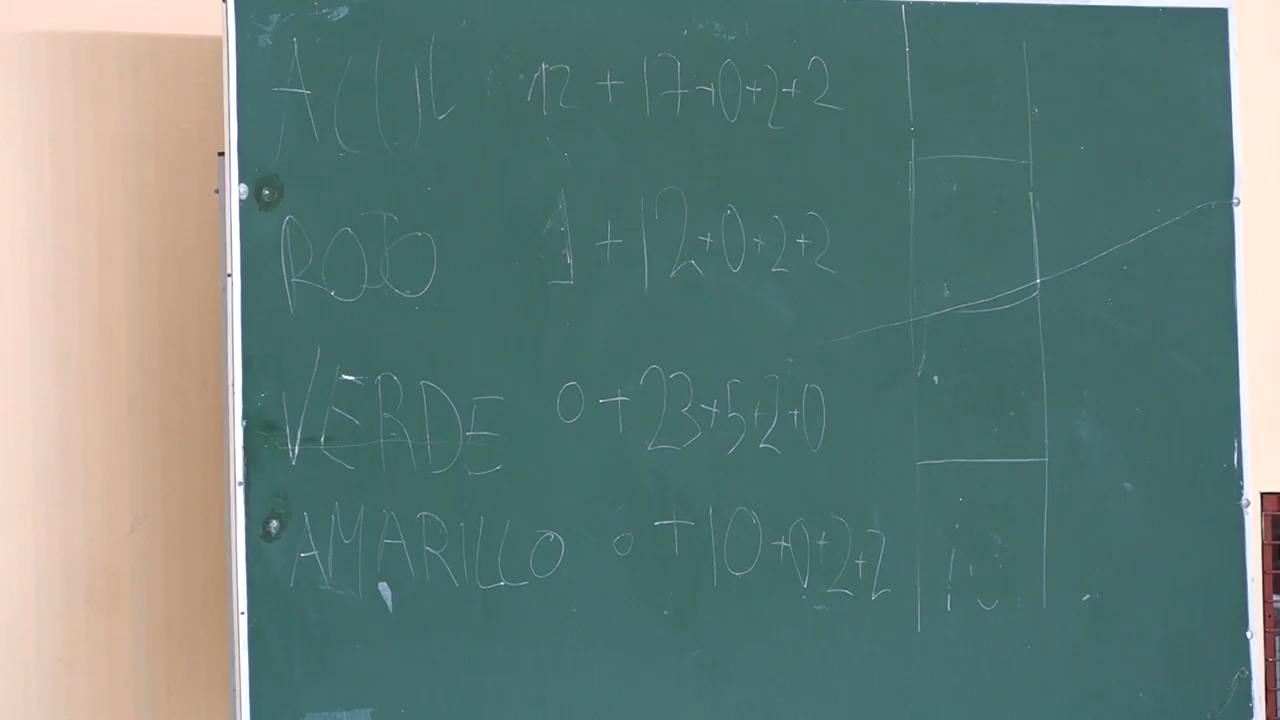 ACUL 12 + 17+0+2+2
ROJO 1 + 12+0+2+2
VERDE 0 + 23+5+2+0
AMARILLO 0 + 10+0+2+2